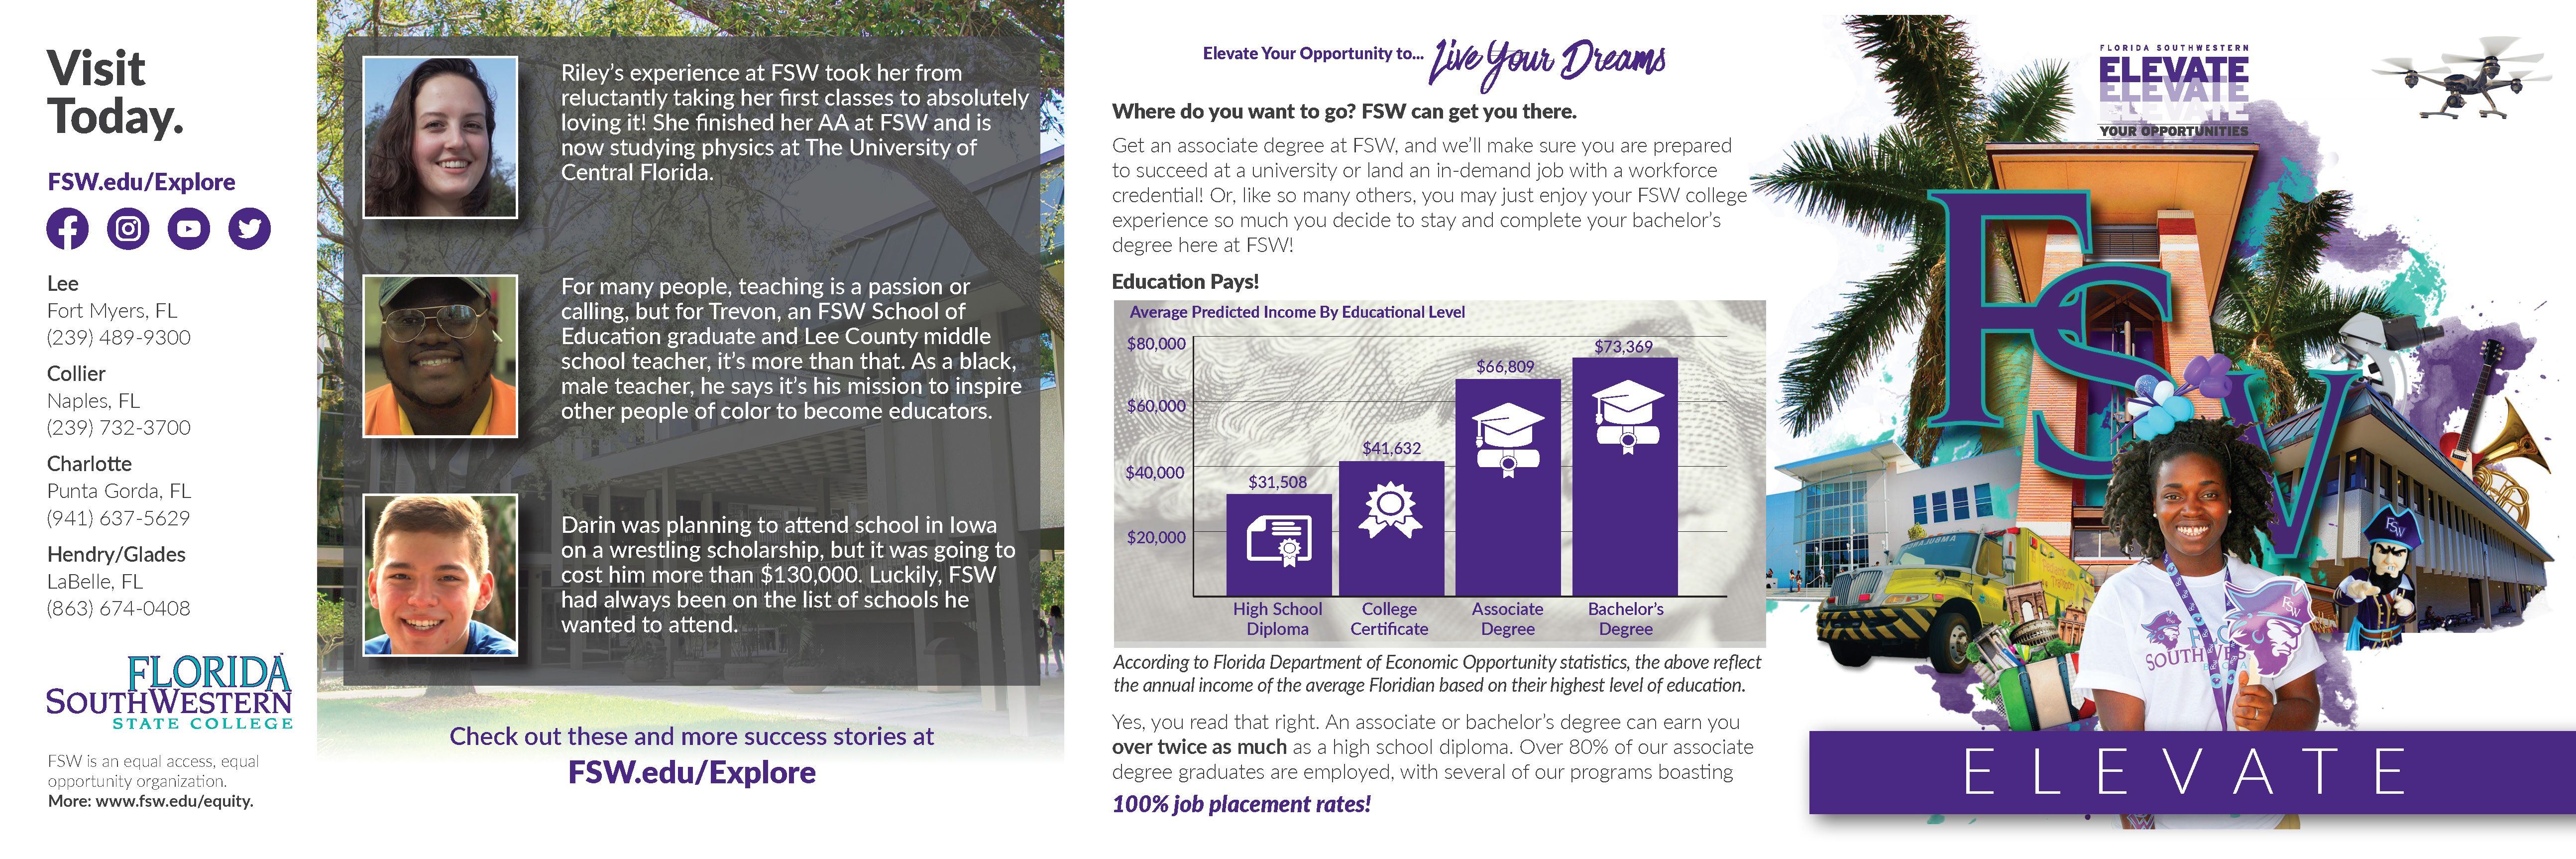 Visit
Today.
FSW.edu/Explore
Lee
Fort Myers, FL
(239) 489-9300
Collier
Naples, FL
(239) 732-3700
Charlotte
Punta Gorda, FL
(941) 637-5629
Hendry/Glades
LaBelle, FL
(863) 674-0408
FLORIDA
SOUTHWESTERN
STATE COLLEGE
FSW is an equal access, equal
opportunity organization.
More: www.fsw.edu/equity.
Riley's experience at FSW took her from
reluctantly taking her first classes to absolutely
loving it! She finished her AA at FSW and is
now studying physics at The University of
Central Florida.
For many people, teaching is a passion or
calling, but for Trevon, an FSW School of
Education graduate and Lee County middle
school teacher, it's more than that. As a black,
male teacher, he says it's his mission to inspire
other people of color to become educators.
Darin was planning to attend school in Iowa
on a wrestling scholarship, but it was going to
cost him more than $130,000. Luckily, FSW
had always been on the list of schools he
wanted to attend.
Check out these and more success stories at
FSW.edu/Explore
Elevate Your Opportunity to... Live Your Dreams
Where do you want to go? FSW can get you there.
Get an associate degree at FSW, and we'll make sure you are prepared
to succeed at a university or land an in-demand job with a workforce
credential! Or, like so many others, you may just enjoy your FSW college
experience so much you decide to stay and complete your bachelor's
degree here at FSW!
Education Pays!
Average Predicted Income By Educational Level
$80,000
$60,000
$40,000
$20,000
$31,508
$41,632
$66,809
$73,369
High School
Diploma
College
Certificate
Associate
Degree
Bachelor's
Degree
According to Florida Department of Economic Opportunity statistics, the above reflect
the annual income of the average Floridian based on their highest level of education.
Yes, you read that right. An associate or bachelor's degree can earn you
over twice as much as a high school diploma. Over 80% of our associate
degree graduates are employed, with several of our programs boasting
100% job placement rates!
FLORIDA SOUTHWESTERN
ELEVATE
ELEVATE
ELEVATE
YOUR OPPORTUNITIES
FSW
FSW
FSW
ELEVATE